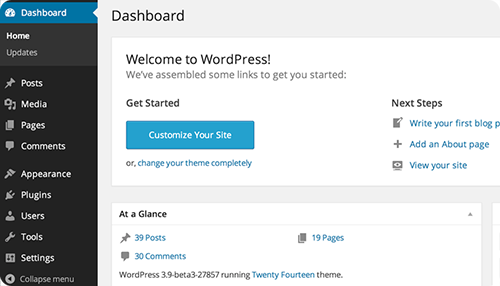 Dashboard
Home
Updates
Posts
Media
Pages
Comments
Appearance
Plugins
Users
Tools
Settings
Collapse menu
Dashboard
Welcome to WordPress!
We've assembled some links to get you started:
Get Started
Customize Your Site
or, change your theme completely
Next Steps
Write your first blog p
Add an About page
View your site
At a Glance
39 Posts
19 Pages
30 Comments
WordPress 3.9-beta3-27857 running Twenty Fourteen theme.